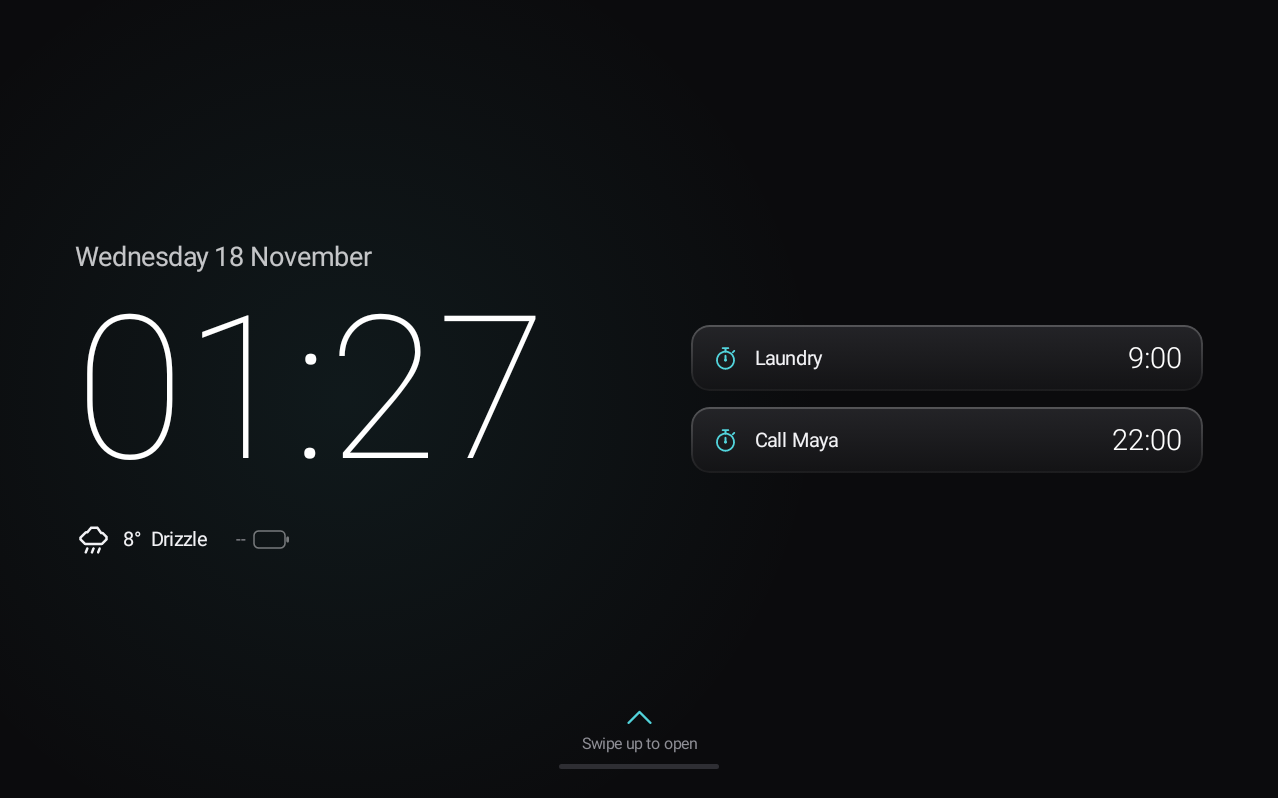 Wednesday 18 November
01:27
8° Drizzle --
Laundry 9:00
Call Maya 22:00
Swipe up to open